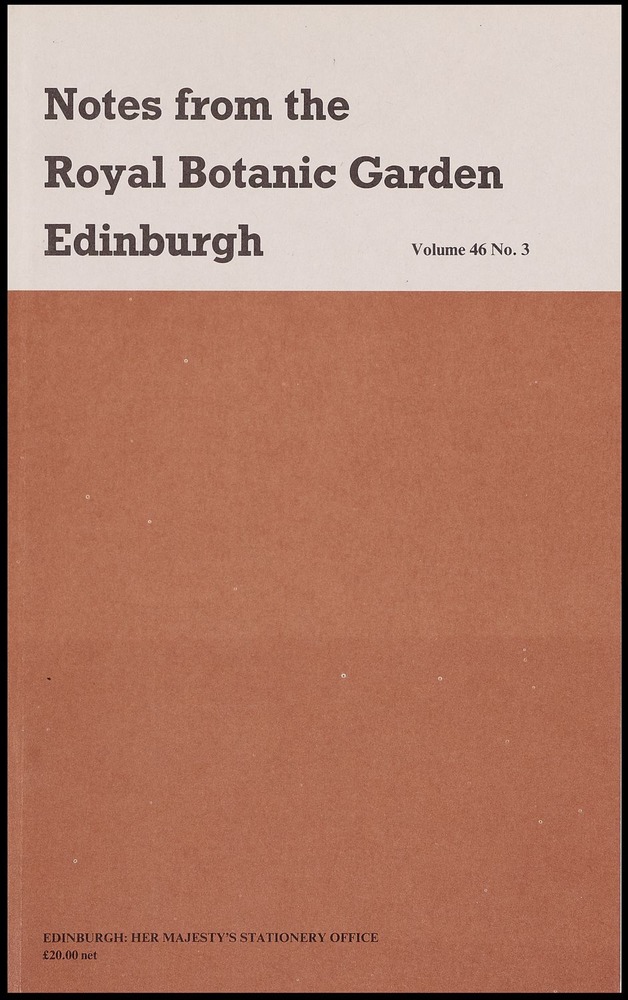 Notes from the
Royal Botanic Garden
Edinburgh
Volume 46 No. 3
EDINBURGH: HER MAJESTY'S STATIONERY OFFICE
£20.00 net